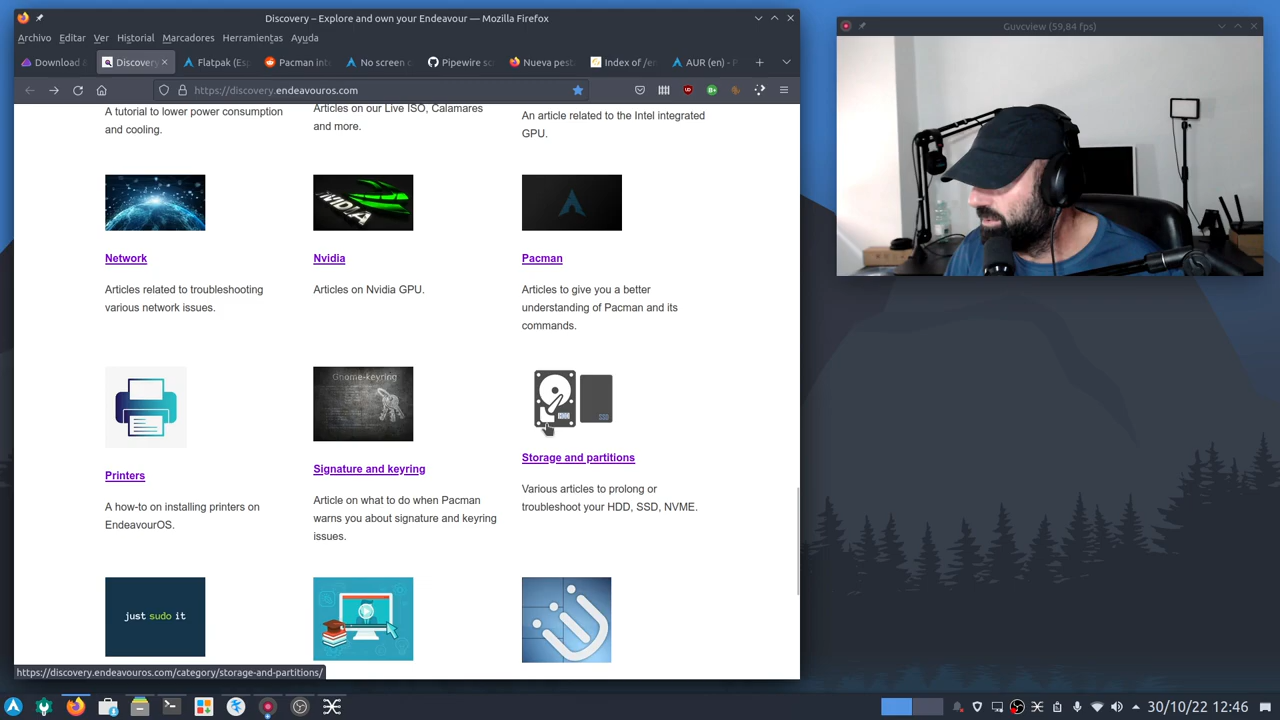 Discovery – Explore and own your Endeavour — Mozilla Firefox
Guvcview (59,84 fps)
Archivo Editar Ver Historial Marcadores Herramientas Ayuda
Download
Discovery
Flatpak (Esp
Pacman int
No screen
Pipewire sc
Nueva pest
Index of /en
AUR (en) - P
https://discovery.endeavouros.com
A tutorial to lower power consumption
and cooling.
Articles on our Live ISO, Calamares
and more.
An article related to the Intel integrated
GPU.
NVIDIA
Network
Nvidia
Pacman
Articles related to troubleshooting
various network issues.
Articles on Nvidia GPU.
Articles to give you a better
understanding of Pacman and its
commands.
Gnome-keyring
HDD
Printers
Signature and keyring
Storage and partitions
A how-to on installing printers on
EndeavourOS.
Article on what to do when Pacman
warns you about signature and keyring
issues.
Various articles to prolong or
troubleshoot your HDD, SSD, NVME.
just sudo it
https://discovery.endeavouros.com/category/storage-and-partitions/
30/10/22 12:46